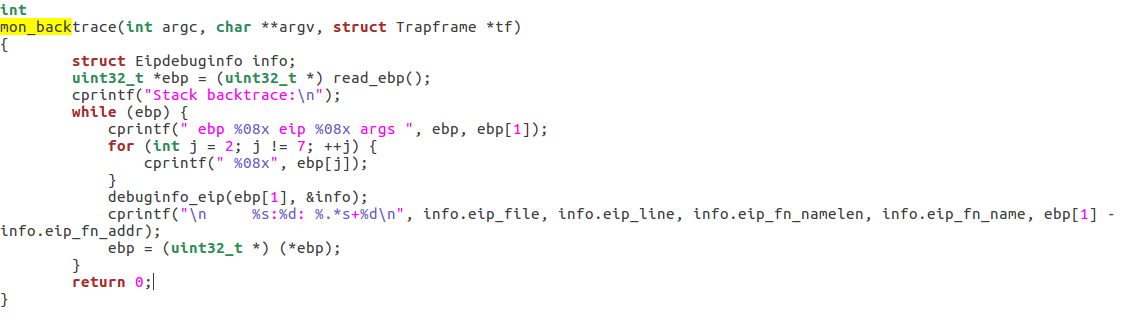 int
mon_backtrace(int argc, char **argv, struct Trapframe *tf)
{
        struct Eipdebuginfo info;
        uint32_t *ebp = (uint32_t *) read_ebp();
        cprintf("Stack backtrace:\n");
        while (ebp) {
            cprintf(" ebp %08x eip %08x args ", ebp, ebp[1]);
            for (int j = 2; j != 7; ++j) {
                cprintf(" %08x", ebp[j]);
            }
            debuginfo_eip(ebp[1], &info);
            cprintf("\n     %s:%d: %.*s+%d\n", info.eip_file, info.eip_line, info.eip_fn_namelen, info.eip_fn_name, ebp[1] -
info.eip_fn_addr);
            ebp = (uint32_t *) (*ebp);
        }
        return 0;
}